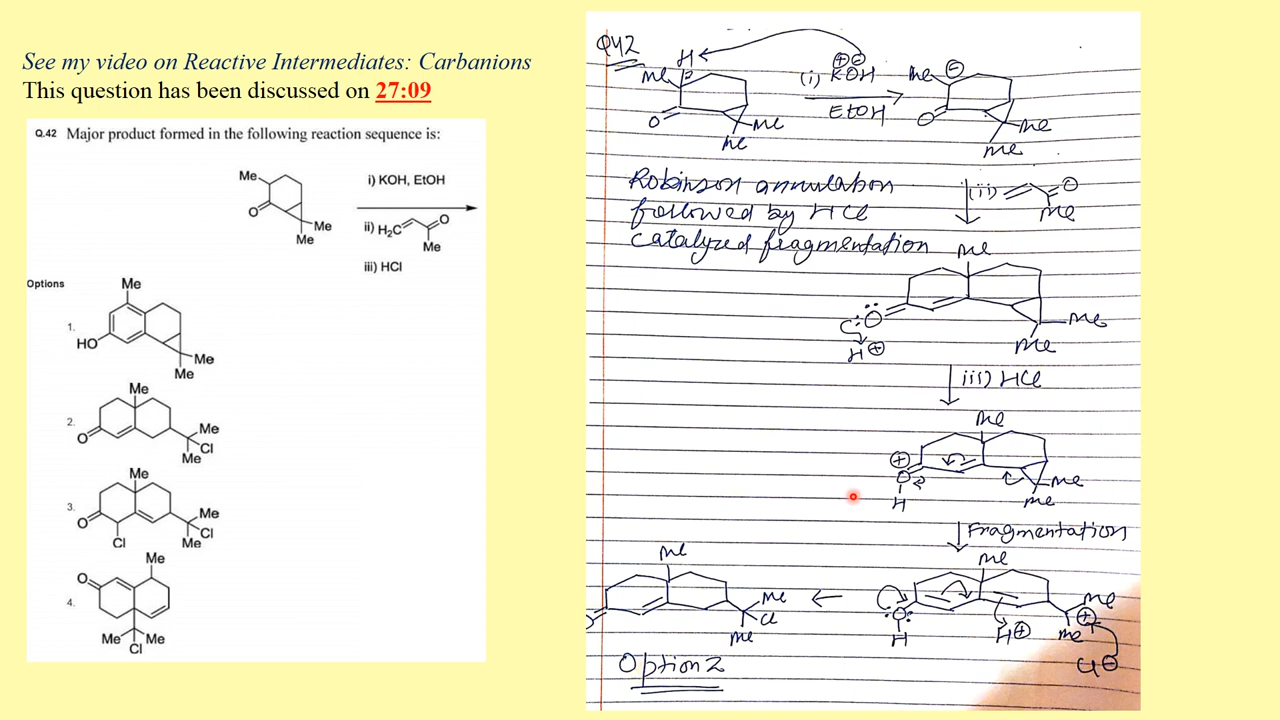 See my video on Reactive Intermediates: Carbanions
This question has been discussed on 27:09
Q.42 Major product formed in the following reaction sequence is:
Me
O
Me
Me
i) KOH, EtOH
ii) H₂C
O
Me
iii) HCl
Options
1.
Me
HO
Me
Me
2.
Me
O
Me
Cl
Me
3.
Me
O
Cl
Me
Cl
Me
4.
Me
O
Me
Me
Cl
Q42
H
Me
β
O
Me
Me
(i) K⊕ ⊖OH
EtOH
Me
⊖
O
Me
Me
Robinson annulation
followed by HCl
catalyzed fragmentation
(ii)
O
Me
Me
:O
H⊕
Me
Me
iii) HCl
Me
⊕
O
H
Me
Me
Fragmentation
Me
:O:
H
H⊕
Me
⊕
Me
Cl⊖
Me
Me
Cl
Me
Option 2